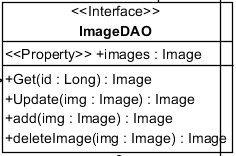 <<Interface>>
ImageDAO
<<Property>> +images : Image
+Get(id : Long) : Image
+Update(img : Image) : Image
+add(img : Image) : Image
+deleteImage(img : Image) : Image